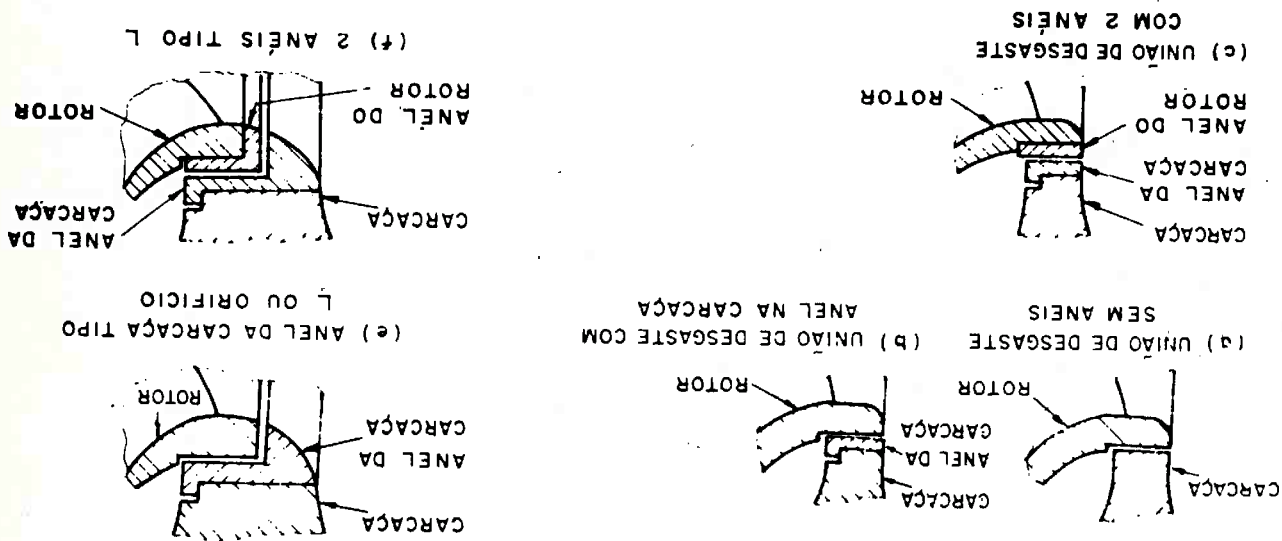 CARCAÇA
ROTOR
(a) UNIÃO DE DESGASTE
SEM ANEIS
CARCAÇA
ANEL DA
CARCAÇA
ROTOR
(b) UNIÃO DE DESGASTE COM
ANEL NA CARCAÇA
CARCAÇA
ANEL DA
CARCAÇA
ROTOR
(e) ANEL DA CARCAÇA TIPO
L OU ORIFICIO
CARCAÇA
ANEL DA
CARCAÇA
ANEL DO
ROTOR
ROTOR
(c) UNIÃO DE DESGASTE
COM 2 ANÉIS
CARCAÇA
ANEL DA
CARCAÇA
ANEL DO
ROTOR
ROTOR
(f) 2 ANÉIS TIPO L